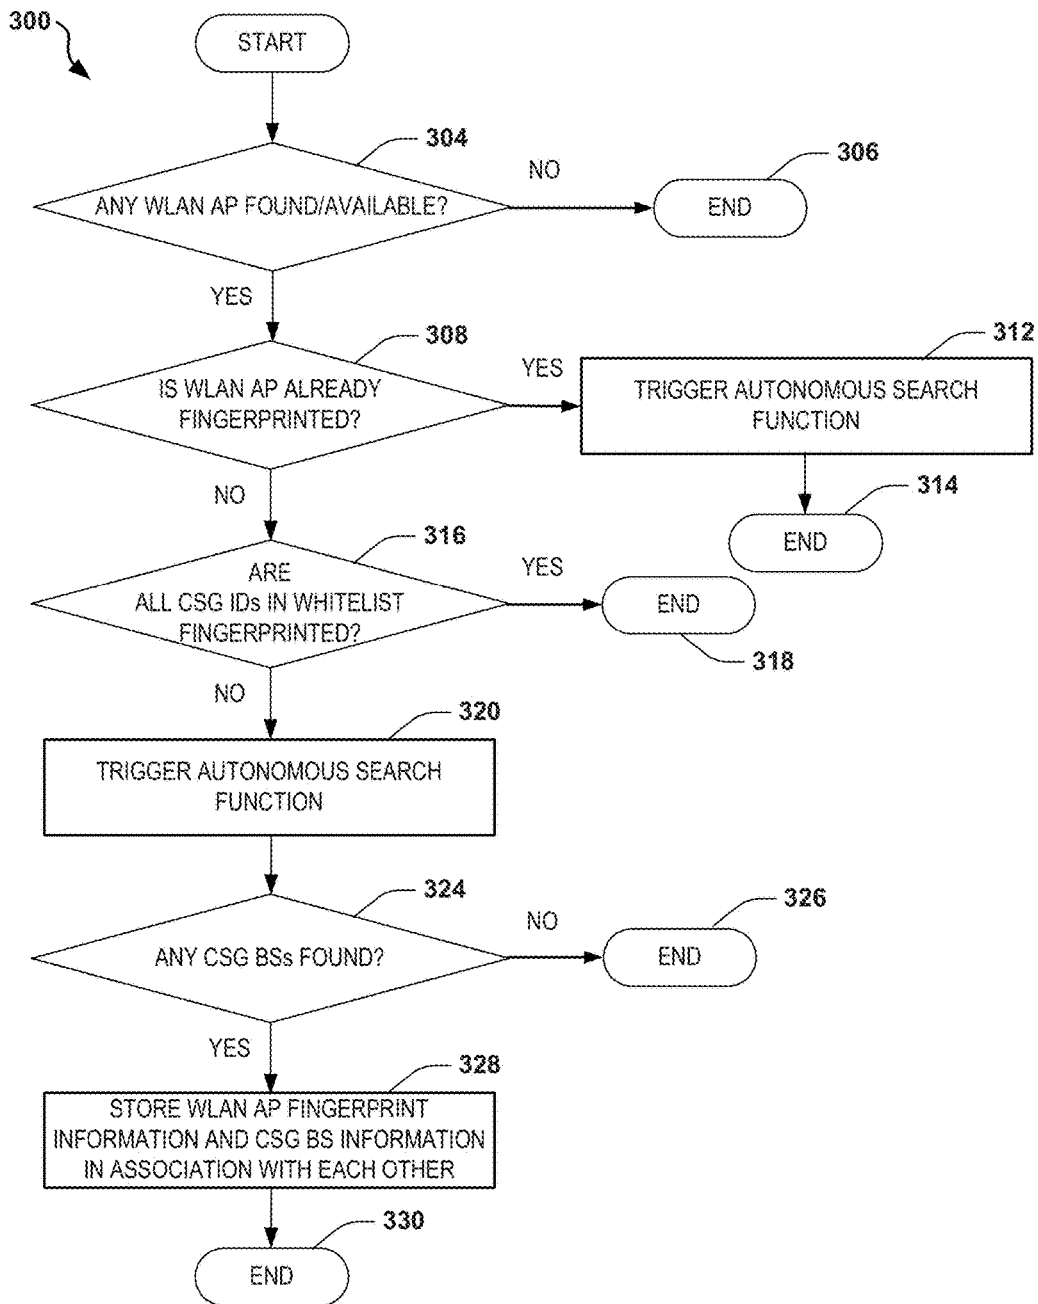 300
START
304
ANY WLAN AP FOUND/AVAILABLE?
NO
306
END
YES
308
IS WLAN AP ALREADY
FINGERPRINTED?
YES
312
TRIGGER AUTONOMOUS SEARCH
FUNCTION
314
END
NO
316
ARE
ALL CSG IDs IN WHITELIST
FINGERPRINTED?
YES
END
318
NO
320
TRIGGER AUTONOMOUS SEARCH
FUNCTION
324
ANY CSG BSs FOUND?
NO
326
END
YES
328
STORE WLAN AP FINGERPRINT
INFORMATION AND CSG BS INFORMATION
IN ASSOCIATION WITH EACH OTHER
330
END